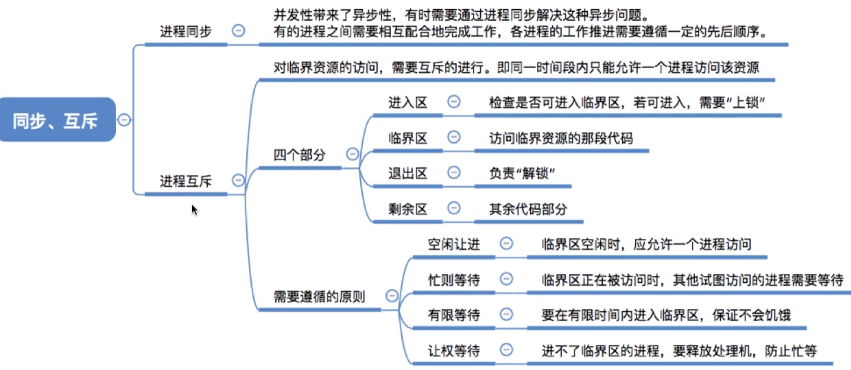 同步、互斥
进程同步
并发性带来了异步性，有时需要通过进程同步解决这种异步问题。
有的进程之间需要相互配合地完成工作，各进程的工作推进需要遵循一定的先后顺序。
进程互斥
对临界资源的访问，需要互斥的进行。即同一时间段内只能允许一个进程访问该资源
四个部分
进入区
检查是否可进入临界区，若可进入，需要“上锁”
临界区
访问临界资源的那段代码
退出区
负责“解锁”
剩余区
其余代码部分
需要遵循的原则
空闲让进
临界区空闲时，应允许一个进程访问
忙则等待
临界区正在被访问时，其他试图访问的进程需要等待
有限等待
要在有限时间内进入临界区，保证不会饥饿
让权等待
进不了临界区的进程，要释放处理机，防止忙等